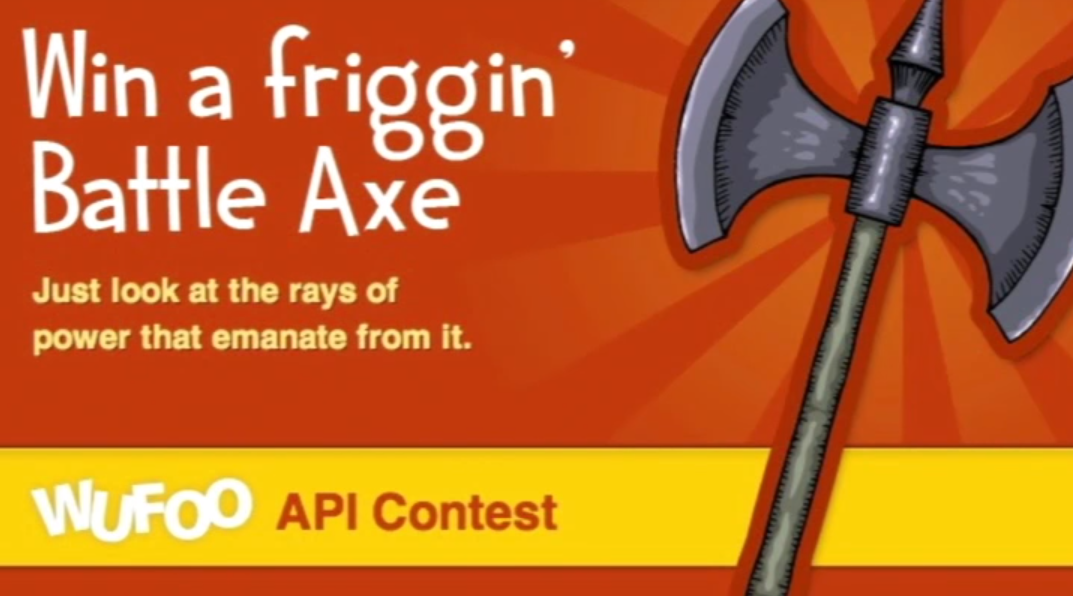 Win a friggin'
Battle Axe
Just look at the rays of
power that emanate from it.
WUFOO API Contest